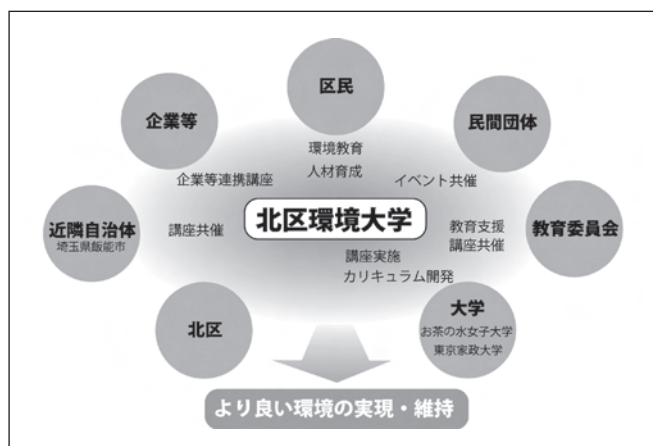 区民
企業等
民間団体
環境教育
人材育成
企業等連携講座
イベント共催
近隣自治体
埼玉県飯能市
講座共催
北区環境大学
教育支援
講座共催
教育委員会
講座実施
カリキュラム開発
北区
大学
お茶の水女子大学
東京家政大学
より良い環境の実現・維持